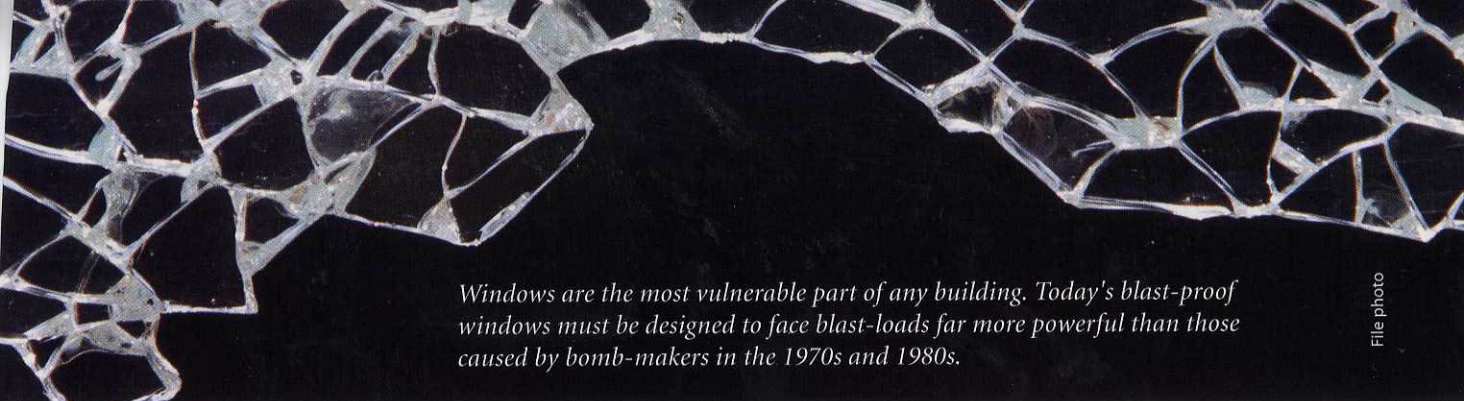 Windows are the most vulnerable part of any building. Today's blast-proof
windows must be designed to face blast-loads far more powerful than those
caused by bomb-makers in the 1970s and 1980s.
File photo